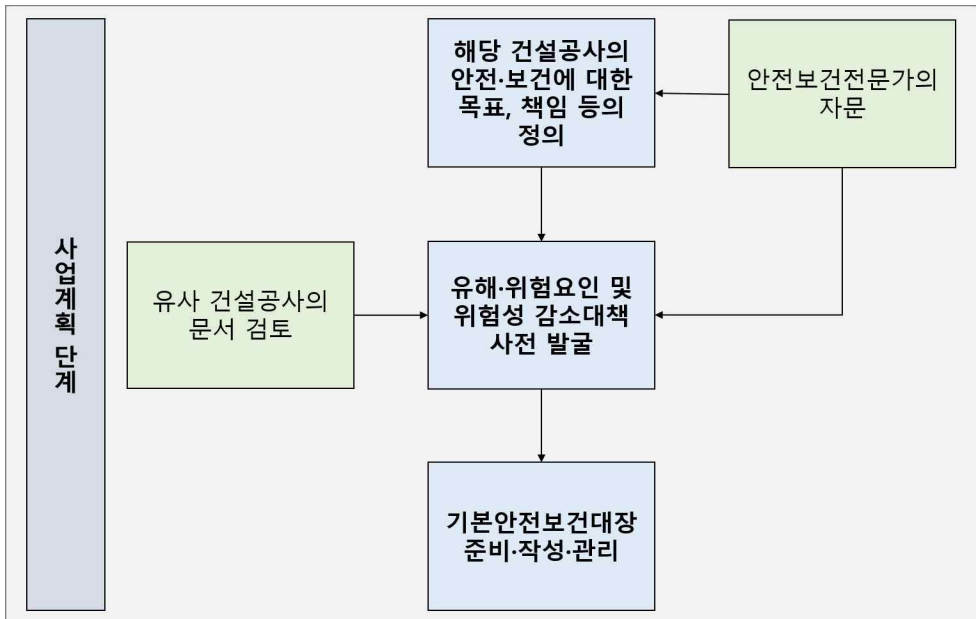 사업계획 단계
해당 건설공사의
안전·보건에 대한
목표, 책임 등의
정의
안전보건전문가의
자문
유사 건설공사의
문서 검토
유해·위험요인 및
위험성 감소대책
사전 발굴
기본안전보건대장
준비·작성·관리